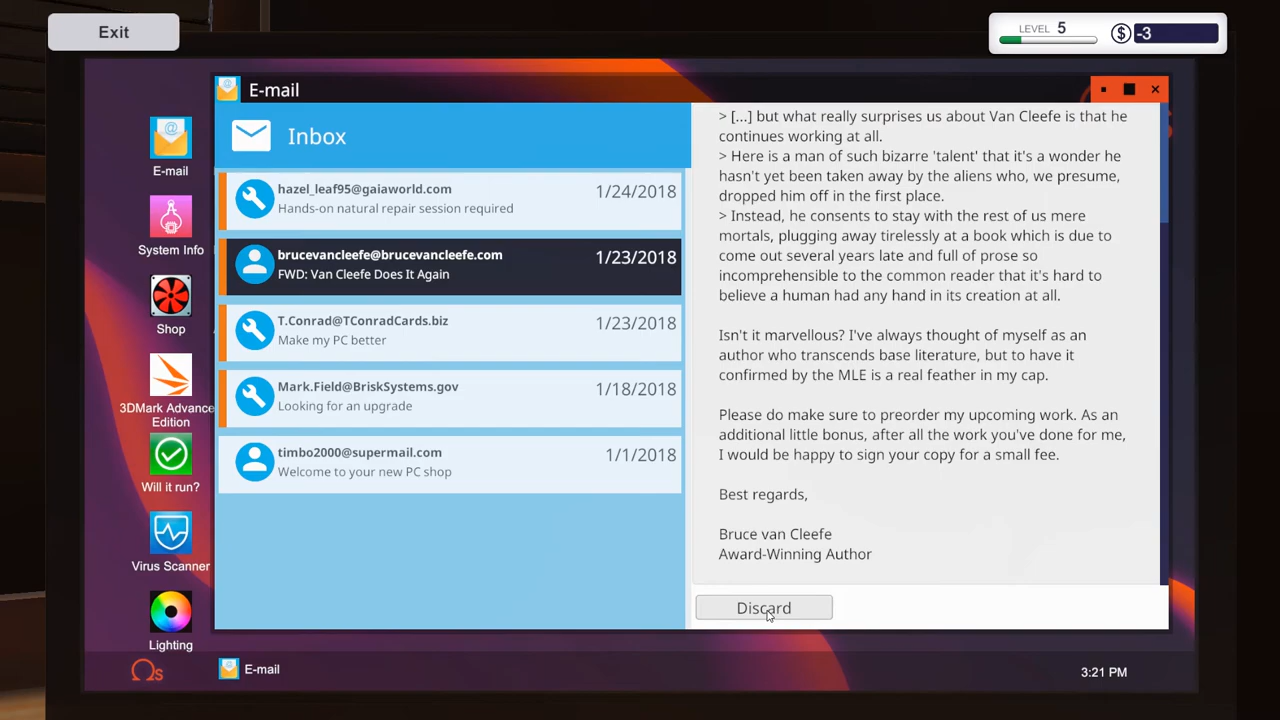 Exit
LEVEL 5
$ -3
E-mail
E-mail
System Info
Shop
3DMark Advance
Edition
Will it run?
Virus Scanner
Lighting
Inbox
hazel_leaf95@gaiaworld.com 1/24/2018
Hands-on natural repair session required
brucevancleefe@brucevancleefe.com 1/23/2018
FWD: Van Cleefe Does It Again
T.Conrad@TConradCards.biz 1/23/2018
Make my PC better
Mark.Field@BriskSystems.gov 1/18/2018
Looking for an upgrade
timbo2000@supermail.com 1/1/2018
Welcome to your new PC shop
> [...] but what really surprises us about Van Cleefe is that he
continues working at all.
> Here is a man of such bizarre 'talent' that it's a wonder he
hasn't yet been taken away by the aliens who, we presume,
dropped him off in the first place.
> Instead, he consents to stay with the rest of us mere
mortals, plugging away tirelessly at a book which is due to
come out several years late and full of prose so
incomprehensible to the common reader that it's hard to
believe a human had any hand in its creation at all.
Isn't it marvellous? I've always thought of myself as an
author who transcends base literature, but to have it
confirmed by the MLE is a real feather in my cap.
Please do make sure to preorder my upcoming work. As an
additional little bonus, after all the work you've done for me,
I would be happy to sign your copy for a small fee.
Best regards,
Bruce van Cleefe
Award-Winning Author
Discard
E-mail
3:21 PM